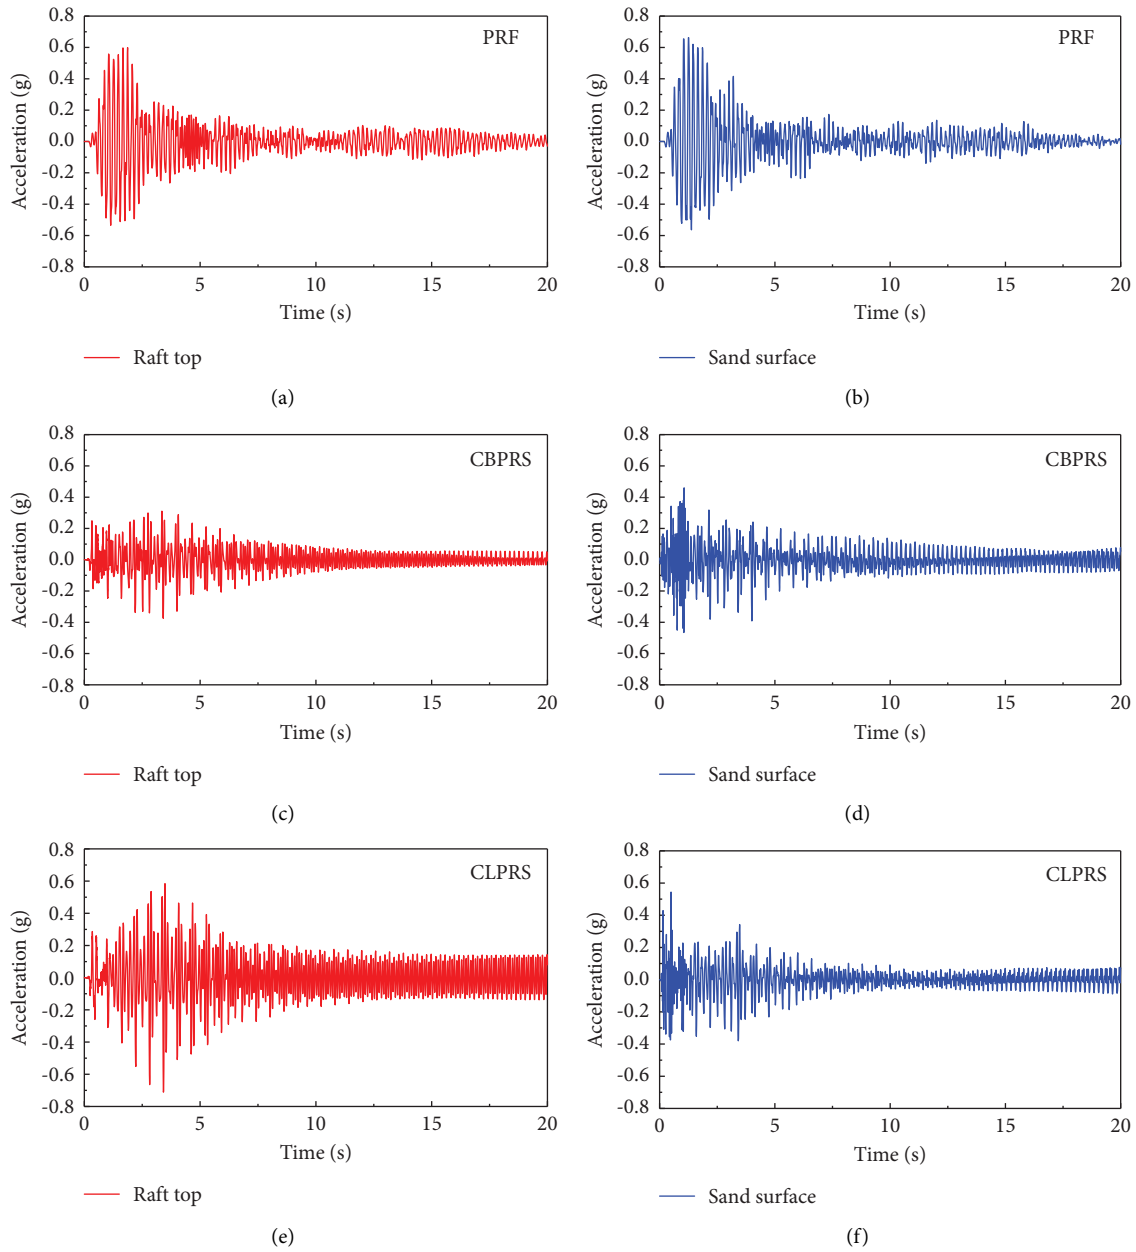 0.8
0.6
0.4
0.2
0.0
-0.2
-0.4
-0.6
-0.8
Acceleration (g)
PRF
0
5
10
15
20
Time (s)
Raft top
(a)
0.8
0.6
0.4
0.2
0.0
-0.2
-0.4
-0.6
-0.8
Acceleration (g)
PRF
0
5
10
15
20
Time (s)
Sand surface
(b)
0.8
0.6
0.4
0.2
0.0
-0.2
-0.4
-0.6
-0.8
Acceleration (g)
CBPRS
0
5
10
15
20
Time (s)
Raft top
(c)
0.8
0.6
0.4
0.2
0.0
-0.2
-0.4
-0.6
-0.8
Acceleration (g)
CBPRS
0
5
10
15
20
Time (s)
Sand surface
(d)
0.8
0.6
0.4
0.2
0.0
-0.2
-0.4
-0.6
-0.8
Acceleration (g)
CLPRS
0
5
10
15
20
Time (s)
Raft top
(e)
0.8
0.6
0.4
0.2
0.0
-0.2
-0.4
-0.6
-0.8
Acceleration (g)
CLPRS
0
5
10
15
20
Time (s)
Sand surface
(f)